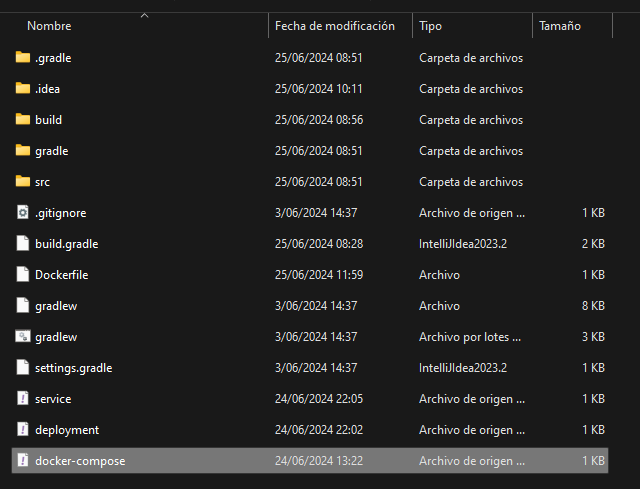 Nombre Fecha de modificación Tipo Tamaño
.gradle 25/06/2024 08:51 Carpeta de archivos
.idea 25/06/2024 10:11 Carpeta de archivos
build 25/06/2024 08:56 Carpeta de archivos
gradle 25/06/2024 08:51 Carpeta de archivos
src 25/06/2024 08:51 Carpeta de archivos
.gitignore 3/06/2024 14:37 Archivo de origen ... 1 KB
build.gradle 25/06/2024 08:28 IntelliJIdea2023.2 2 KB
Dockerfile 25/06/2024 11:59 Archivo 1 KB
gradlew 3/06/2024 14:37 Archivo 8 KB
gradlew 3/06/2024 14:37 Archivo por lotes ... 3 KB
settings.gradle 3/06/2024 14:37 IntelliJIdea2023.2 1 KB
service 24/06/2024 22:05 Archivo de origen ... 1 KB
deployment 24/06/2024 22:02 Archivo de origen ... 1 KB
docker-compose 24/06/2024 13:22 Archivo de origen ... 1 KB